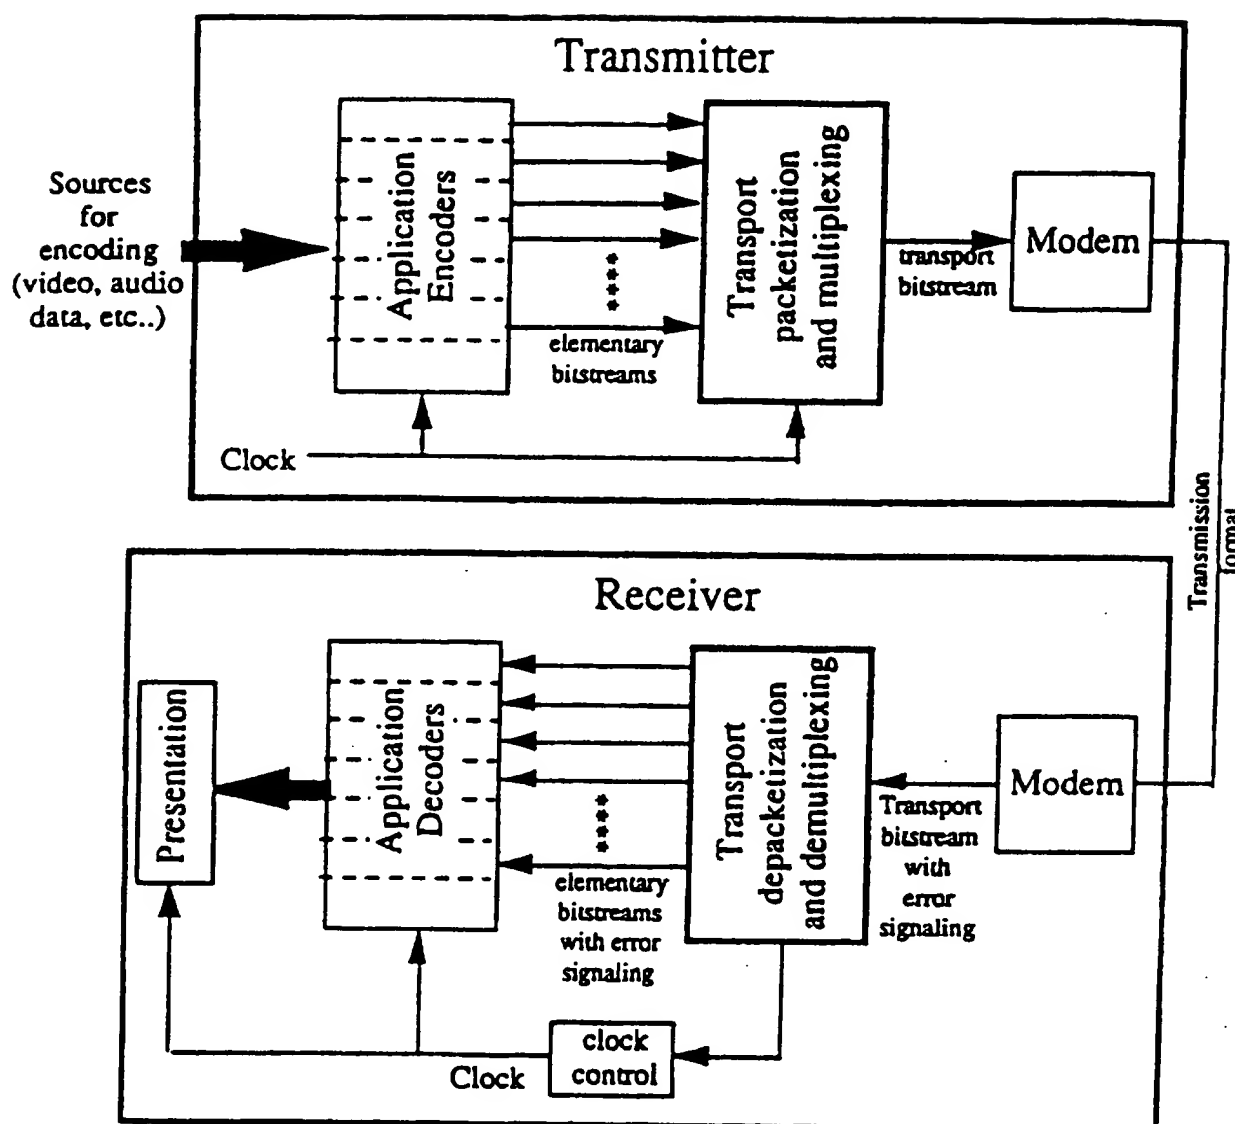 Transmitter
Sources
for
encoding
(video, audio
data, etc..)
Application
Encoders
****
elementary
bitstreams
Transport
packetization
and multiplexing
transport
bitstream
Modem
Clock
Transmission
format
Receiver
Presentation
Application
Decoders
****
elementary
bitstreams
with error
signaling
Transport
depacketization
and demultiplexing
Transport
bitstream
with
error
signaling
Modem
Clock
clock
control